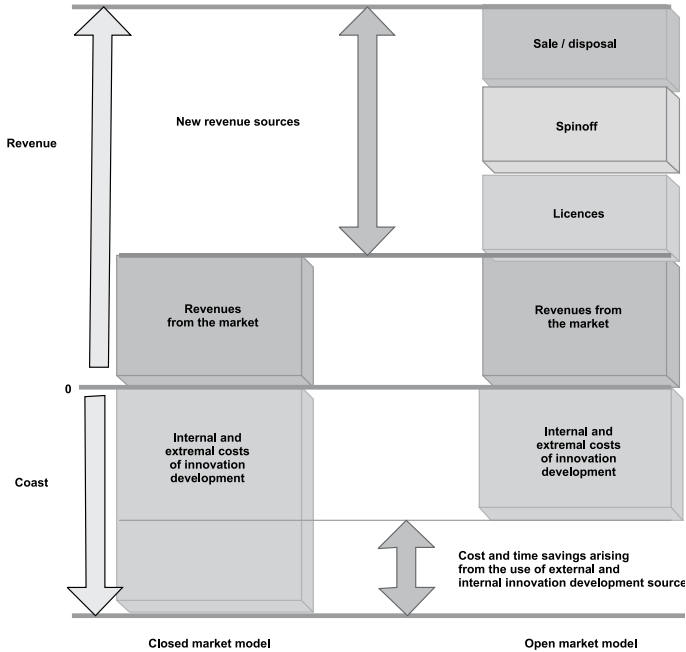 Sale / disposal
New revenue sources
Spinoff
Revenue
Licences
Revenues
from the market
Revenues from
the market
0
Internal and
extremal costs
of innovation
development
Internal and
extremal costs
of innovation
development
Coast
Cost and time savings arising
from the use of external and
internal innovation development source
Closed market model
Open market model